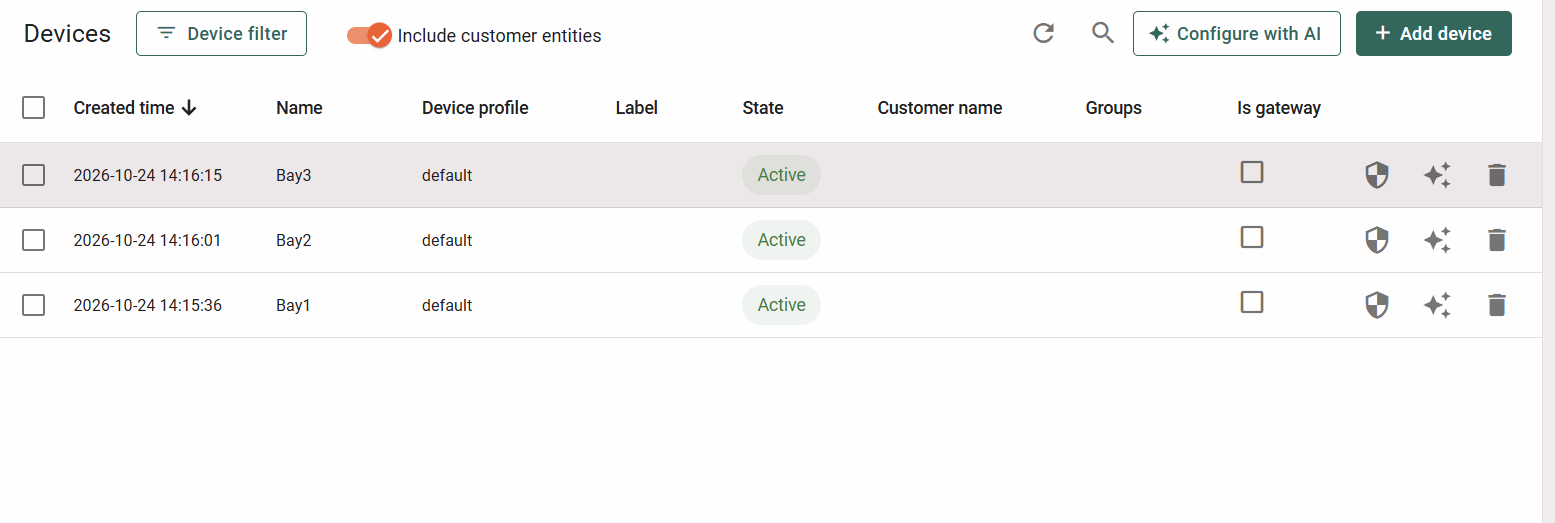 Devices Device filter Include customer entities Configure with AI + Add device
Created time Name Device profile Label State Customer name Groups Is gateway
2026-10-24 14:16:15 Bay3 default Active
2026-10-24 14:16:01 Bay2 default Active
2026-10-24 14:15:36 Bay1 default Active